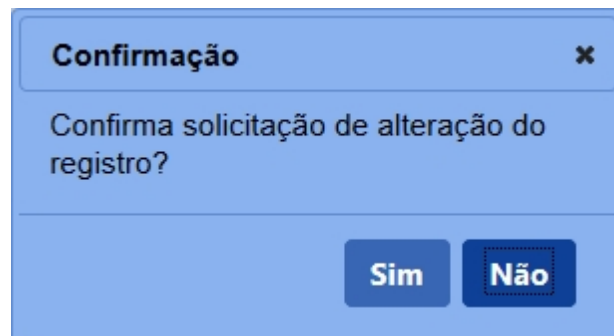 Confirmação
Confirma solicitação de alteração do
registro?
Sim
Não